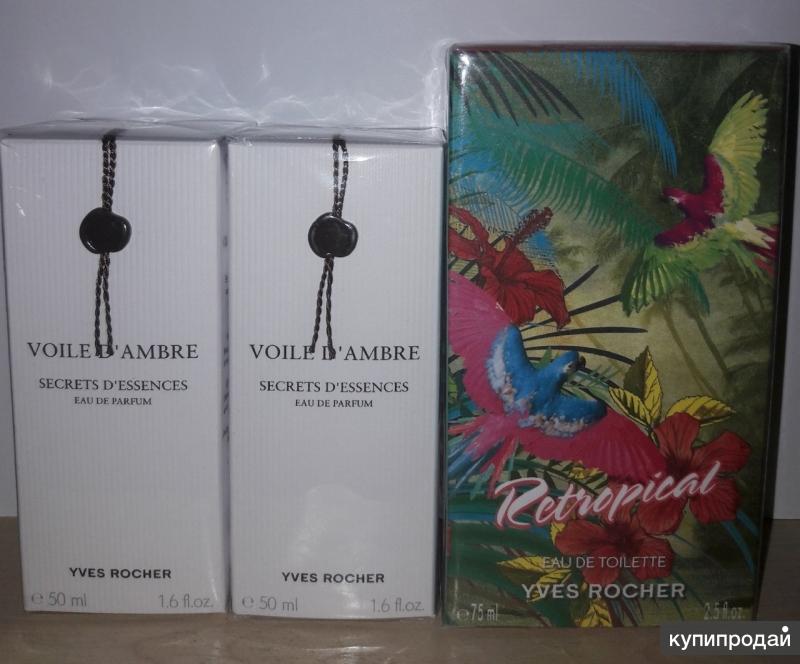 VOILE D'AMBRE
SECRETS D'ESSENCES
EAU DE PARFUM
YVES ROCHER
e 50 ml 1.6 fl.oz.
VOILE D'AMBRE
SECRETS D'ESSENCES
EAU DE PARFUM
YVES ROCHER
e 50 ml 1.6 fl.oz.
Retropical
EAU DE TOILETTE
YVES ROCHER
e 75 ml 2.5 fl.oz.
купипродай